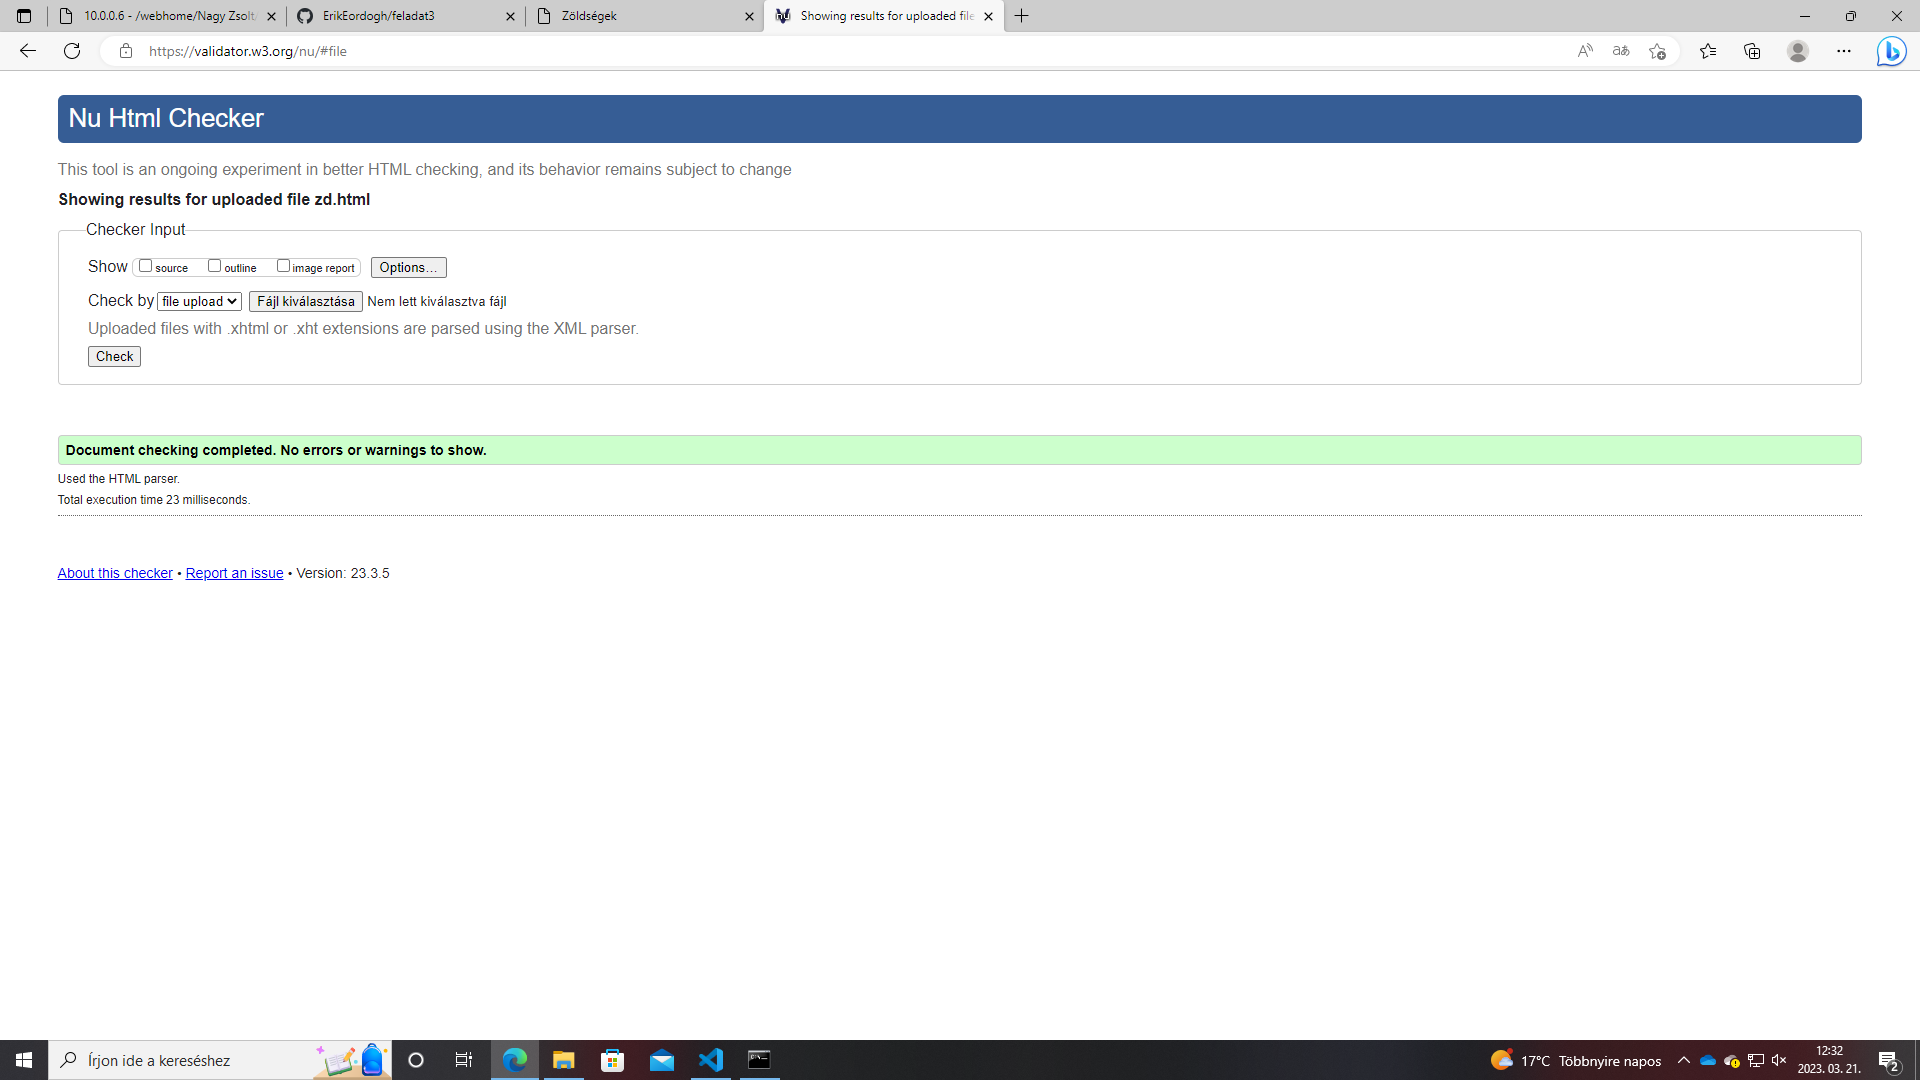 10.0.0.6 - /webhome/Nagy Zsolt/
ErikEordogh/feladat3
Zöldségek
Showing results for uploaded file
https://validator.w3.org/nu/#file
Nu Html Checker
This tool is an ongoing experiment in better HTML checking, and its behavior remains subject to change
Showing results for uploaded file zd.html
Checker Input
Show source outline image report Options...
Check by file upload Fájl kiválasztása Nem lett kiválasztva fájl
Uploaded files with .xhtml or .xht extensions are parsed using the XML parser.
Check
Document checking completed. No errors or warnings to show.
Used the HTML parser.
Total execution time 23 milliseconds.
About this checker • Report an issue • Version: 23.3.5
Írjon ide a kereséshez
17°C Többnyire napos
12:32
2023. 03. 21.
2